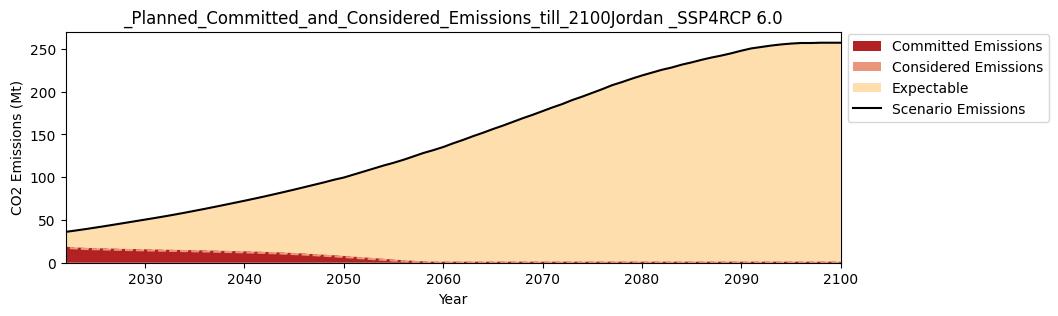 _Planned_Committed_and_Considered_Emissions_till_2100Jordan _SSP4RCP 6.0
CO2 Emissions (Mt)
250
200
150
100
50
0
2030 2040 2050 2060 2070 2080 2090 2100
Year
Committed Emissions
Considered Emissions
Expectable
Scenario Emissions